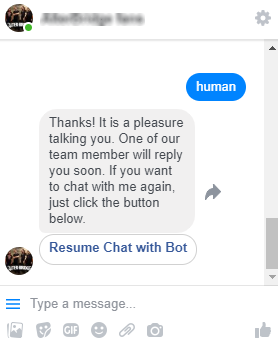 human
Thanks! It is a pleasure
talking you. One of our
team member will reply
you soon. If you want
to chat with me again,
just click the button
below.
Resume Chat with Bot
Type a message...
GIF